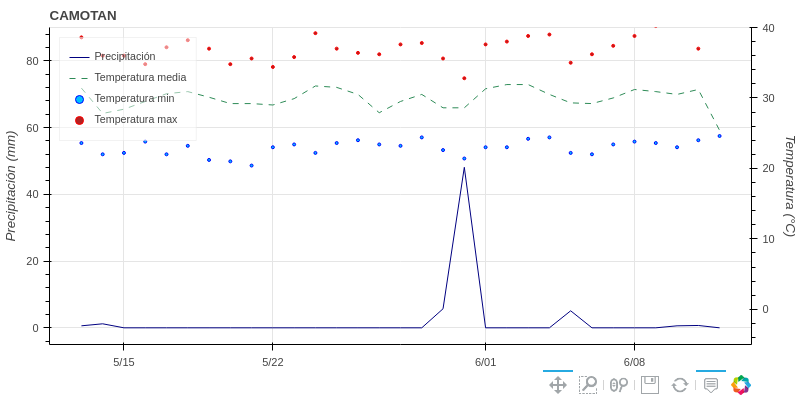 CAMOTAN
Precipitación
Temperatura media
Temperatura min
Temperatura max
Precipitación (mm)
80
60
40
20
0
40
30
20
10
0
Temperatura (°C)
5/15
5/22
6/01
6/08